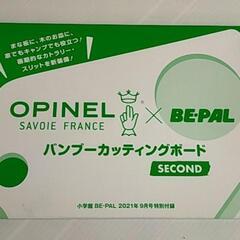 まな板に、木のお皿に、
家でもキャンプでも役立つ!
画期的なカトラリー・
スリットを新装備!
OPINEL × BE-PAL
SAVOIE FRANCE
バンブーカッティングボード
SECOND
小学館 BE-PAL 2021年9月号特別付録